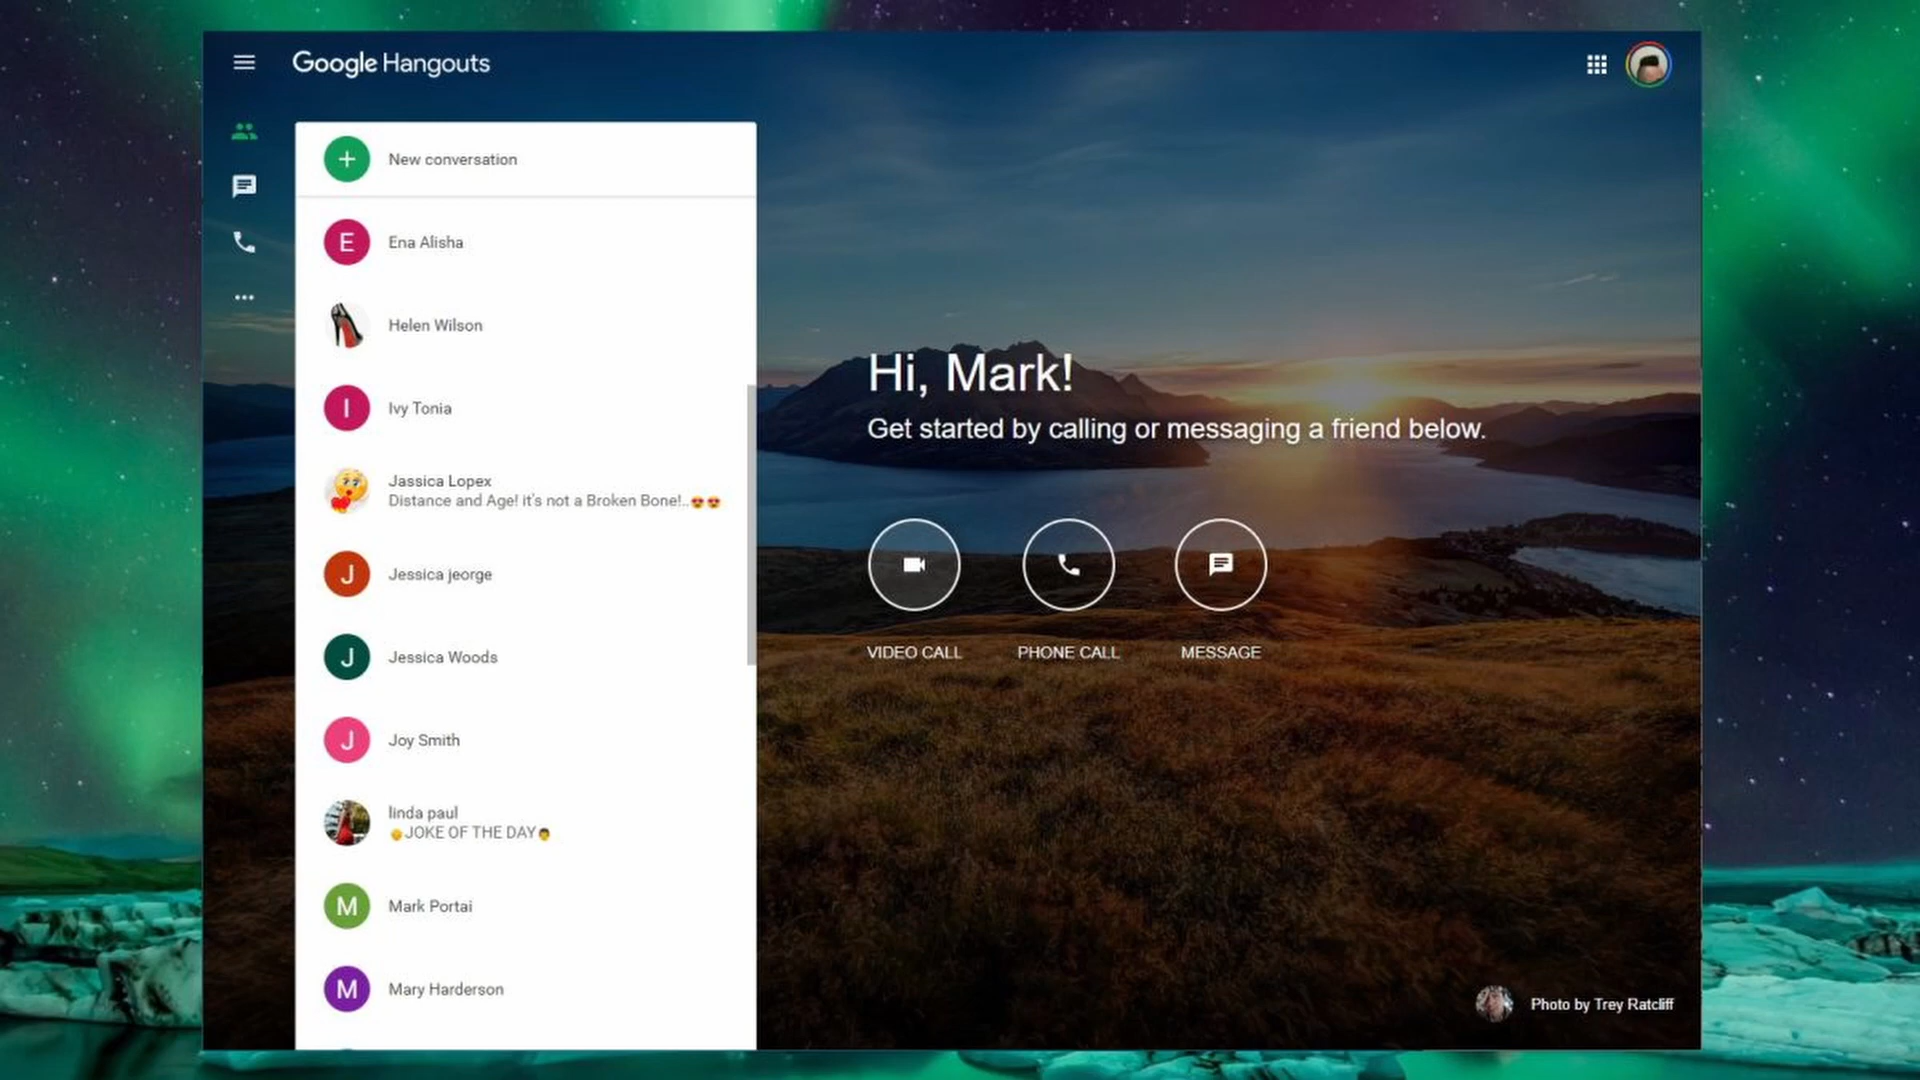 Google Hangouts
New conversation
E
Ena Alisha
Helen Wilson
I
Ivy Tonia
Jassica Lopex
Distance and Age! it's not a Broken Bone!..😍😍
J
Jessica jeorge
J
Jessica Woods
J
Joy Smith
linda paul
JOKE OF THE DAY
M
Mark Portai
M
Mary Harderson
Hi, Mark!
Get started by calling or messaging a friend below.
VIDEO CALL PHONE CALL MESSAGE
Photo by Trey Ratcliff